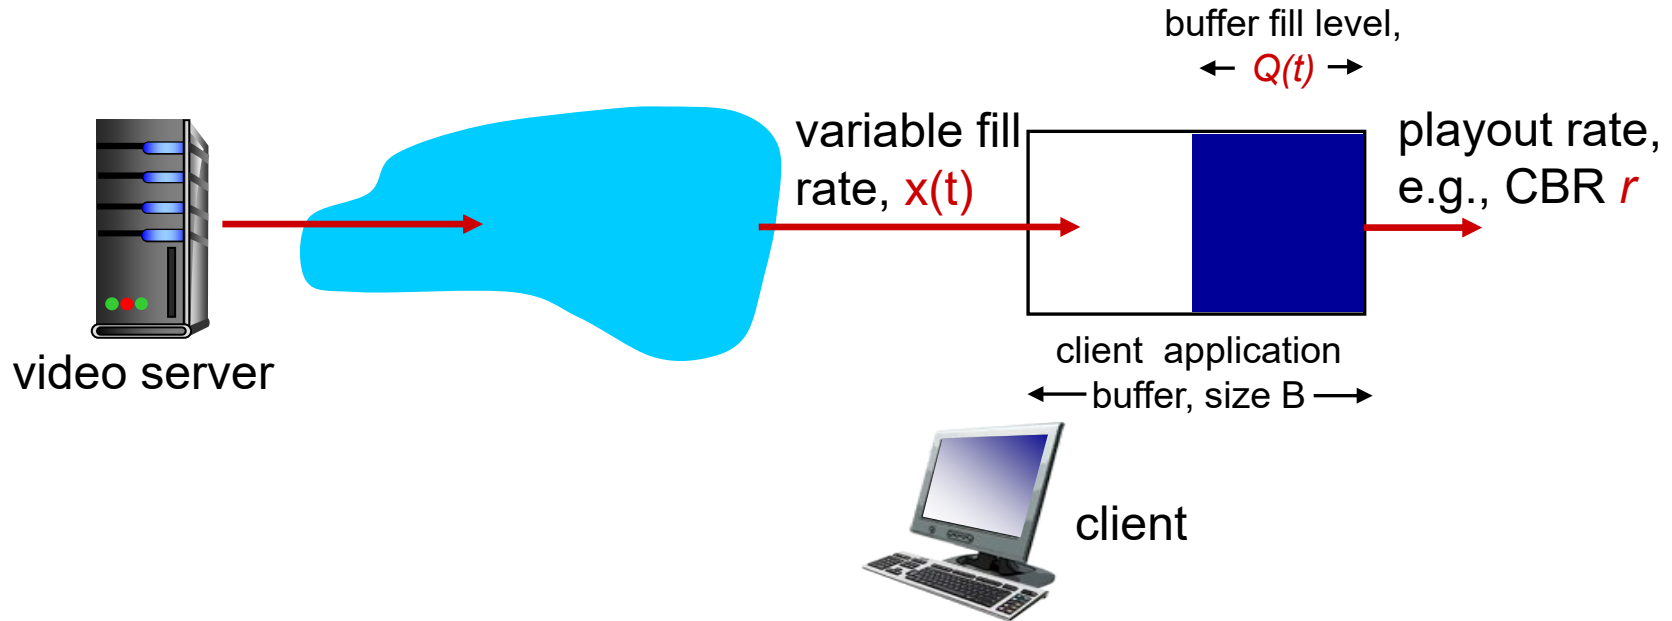 buffer fill level,
Q(t)
variable fill
rate, x(t)
playout rate,
e.g., CBR r
video server
client application
buffer, size B
client